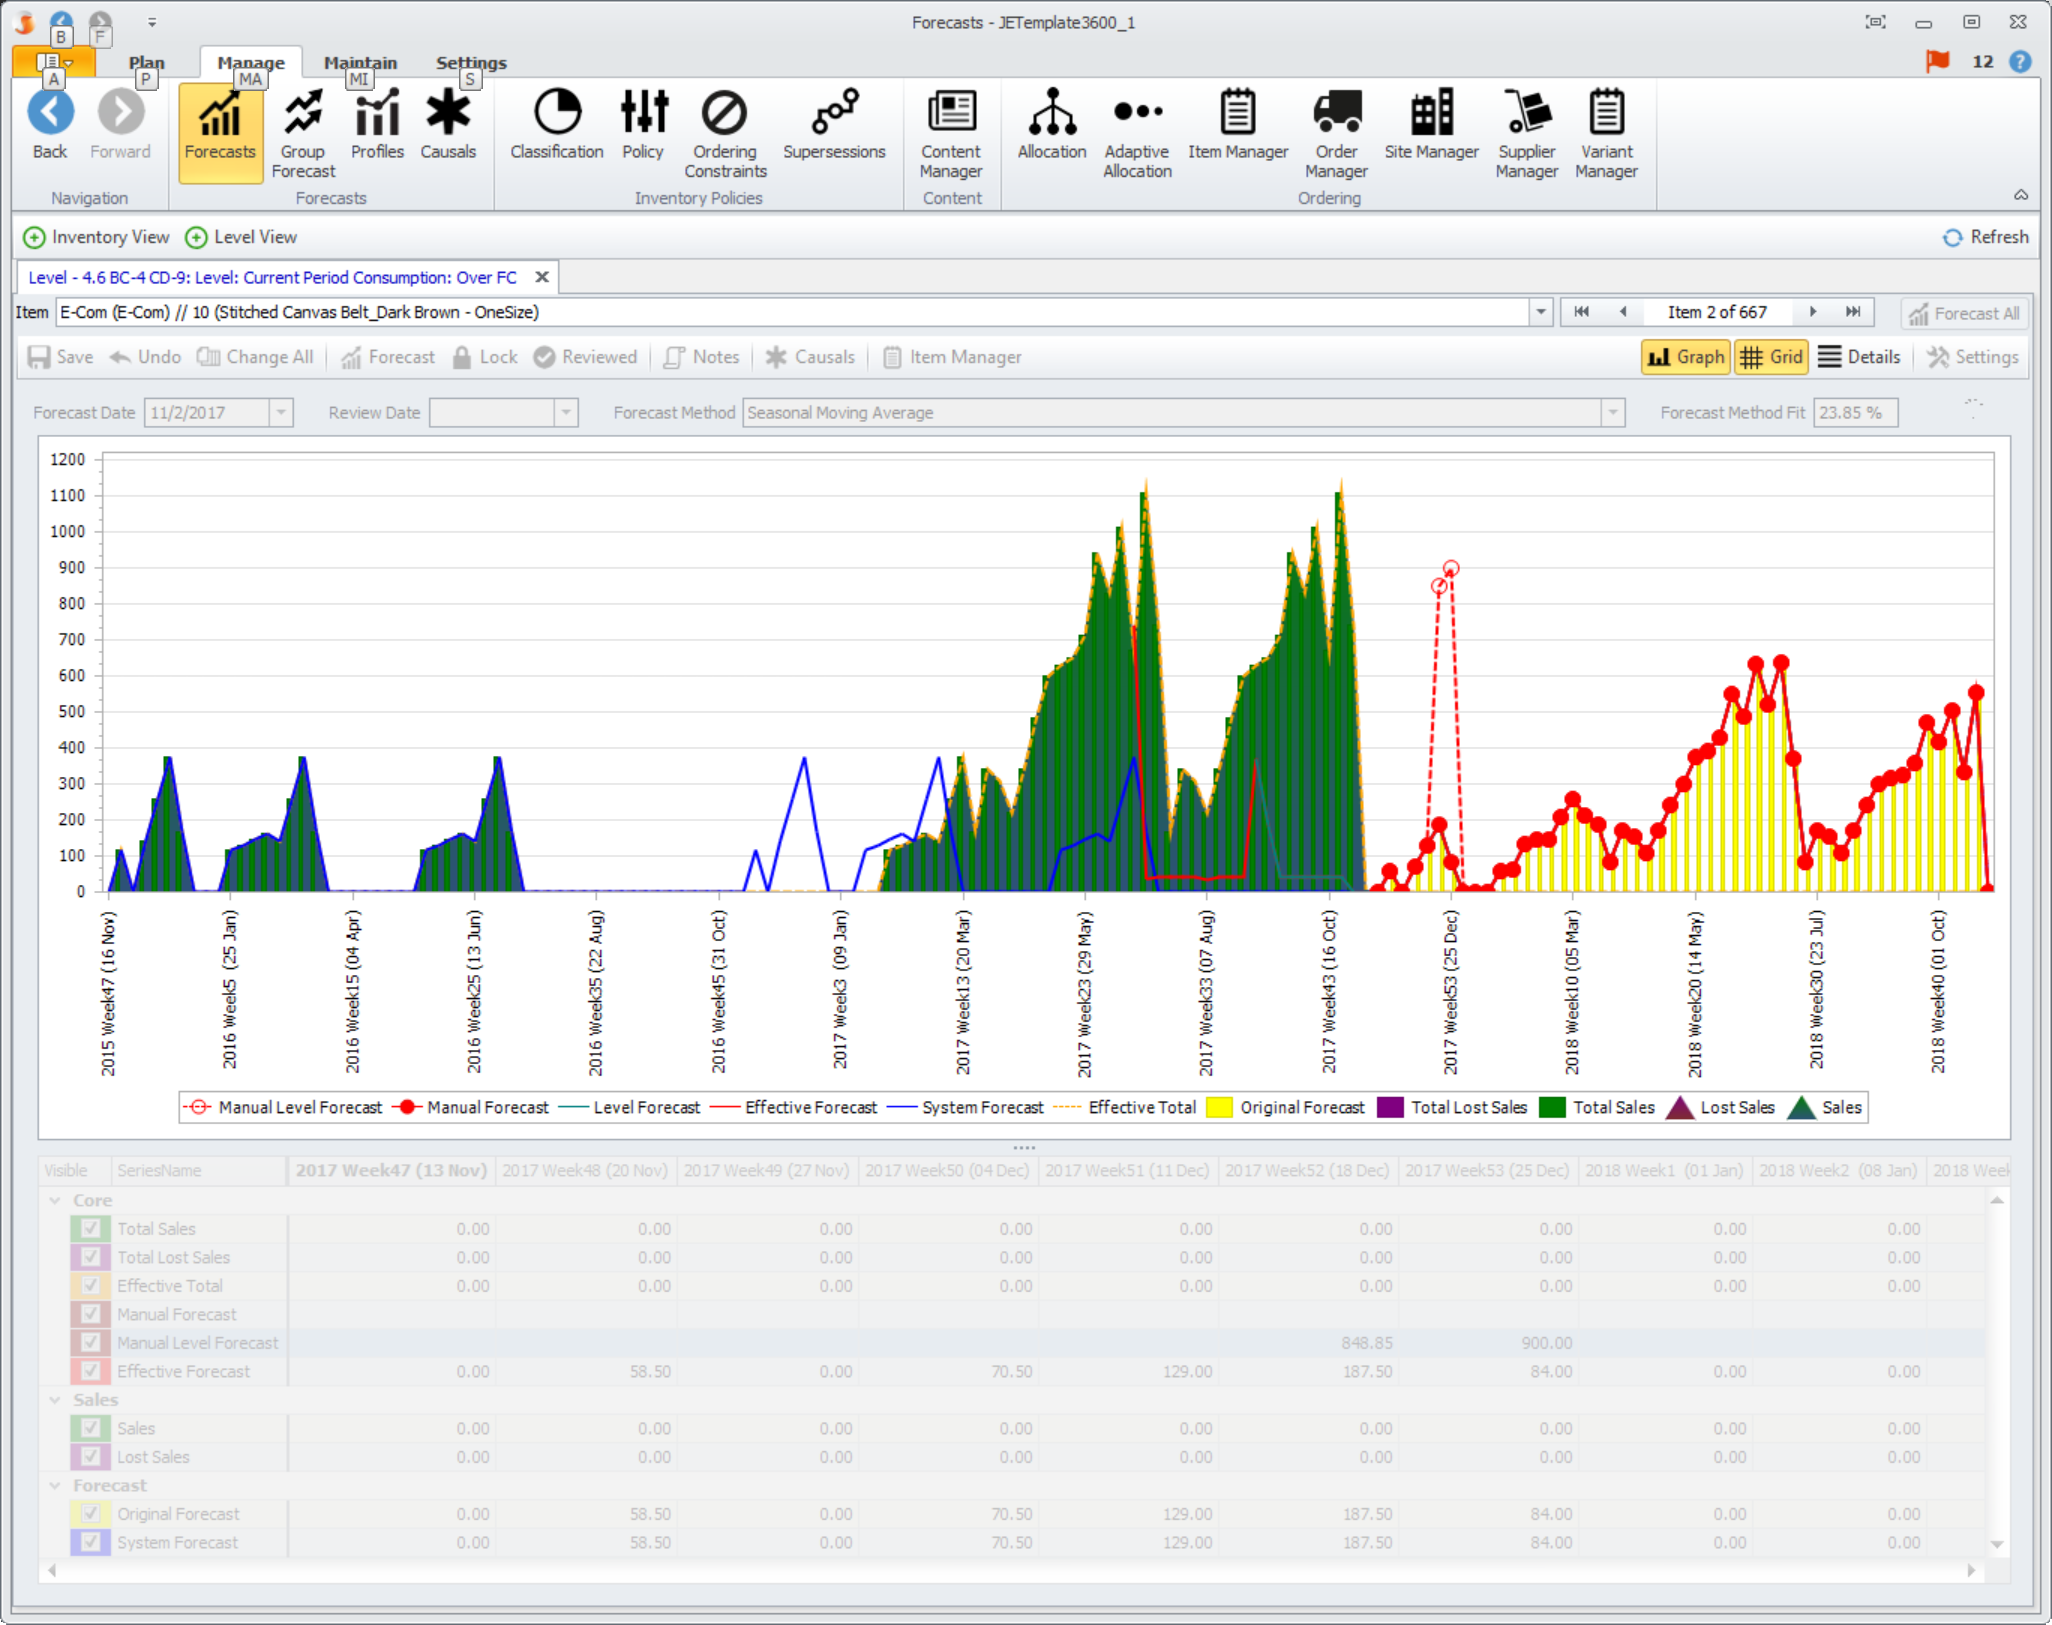 Forecasts - JETemplate3600_1
B F
Plan Manage Maintain Settings 12 ?
A P MA MI S
Back Forward Forecasts Group Forecast Profiles Causals Classification Policy Ordering Constraints Supersessions Content Manager Allocation Adaptive Allocation Item Manager Order Manager Site Manager Supplier Manager Variant Manager
Navigation Forecasts Inventory Policies Content Ordering
Inventory View Level View Refresh
Level - 4.6 BC-4 CD-9: Level: Current Period Consumption: Over FC
Item E-Com (E-Com) // 10 (Stitched Canvas Belt_Dark Brown - OneSize) Item 2 of 667 Forecast All
Save Undo Change All Forecast Lock Reviewed Notes Causals Item Manager Graph Grid Details Settings
Forecast Date 11/2/2017 Review Date Forecast Method Seasonal Moving Average Forecast Method Fit 23.85 %
1200
1100
1000
900
800
700
600
500
400
300
200
100
0
2015 Week47 (16 Nov)
2016 Week5 (25 Jan)
2016 Week15 (04 Apr)
2016 Week25 (13 Jun)
2016 Week35 (22 Aug)
2016 Week45 (31 Oct)
2017 Week3 (09 Jan)
2017 Week13 (20 Mar)
2017 Week23 (29 May)
2017 Week33 (07 Aug)
2017 Week43 (16 Oct)
2017 Week53 (25 Dec)
2018 Week10 (05 Mar)
2018 Week20 (14 May)
2018 Week30 (23 Jul)
2018 Week40 (01 Oct)
Manual Level Forecast Manual Forecast Level Forecast Effective Forecast System Forecast Effective Total Original Forecast Total Lost Sales Total Sales Lost Sales Sales
Visible SeriesName 2017 Week47 (13 Nov) 2017 Week48 (20 Nov) 2017 Week49 (27 Nov) 2017 Week50 (04 Dec) 2017 Week51 (11 Dec) 2017 Week52 (18 Dec) 2017 Week53 (25 Dec) 2018 Week1 (01 Jan) 2018 Week2 (08 Jan) 2018 Week
Core
Total Sales 0.00 0.00 0.00 0.00 0.00 0.00 0.00 0.00 0.00
Total Lost Sales 0.00 0.00 0.00 0.00 0.00 0.00 0.00 0.00 0.00
Effective Total 0.00 0.00 0.00 0.00 0.00 0.00 0.00 0.00 0.00
Manual Forecast
Manual Level Forecast 848.85 900.00
Effective Forecast 0.00 58.50 0.00 70.50 129.00 187.50 84.00 0.00 0.00
Sales
Sales 0.00 0.00 0.00 0.00 0.00 0.00 0.00 0.00 0.00
Lost Sales 0.00 0.00 0.00 0.00 0.00 0.00 0.00 0.00 0.00
Forecast
Original Forecast 0.00 58.50 0.00 70.50 129.00 187.50 84.00 0.00 0.00
System Forecast 0.00 58.50 0.00 70.50 129.00 187.50 84.00 0.00 0.00